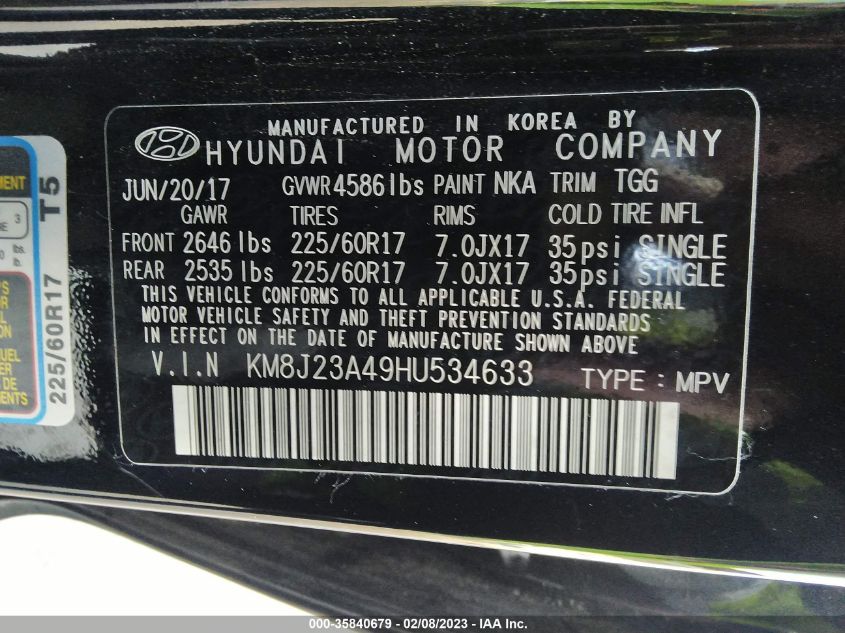 MANUFACTURED IN KOREA BY
HYUNDAI MOTOR COMPANY
JUN/20/17 GVWR 4586 lbs PAINT NKA TRIM TGG
GAWR TIRES RIMS COLD TIRE INFL
FRONT 2646 lbs 225/60R17 7.0JX17 35psi SINGLE
REAR 2535 lbs 225/60R17 7.0JX17 35psi SINGLE
THIS VEHICLE CONFORMS TO ALL APPLICABLE U.S.A. FEDERAL
MOTOR VEHICLE SAFETY AND THEFT PREVENTION STANDARDS
IN EFFECT ON THE DATE OF MANUFACTURE SHOWN ABOVE
V.I.N KM8J23A49HU534633 TYPE : MPV
225/60R17 T5
3
lbs.
lb.
000-35840679 - 02/08/2023 - IAA, Inc.